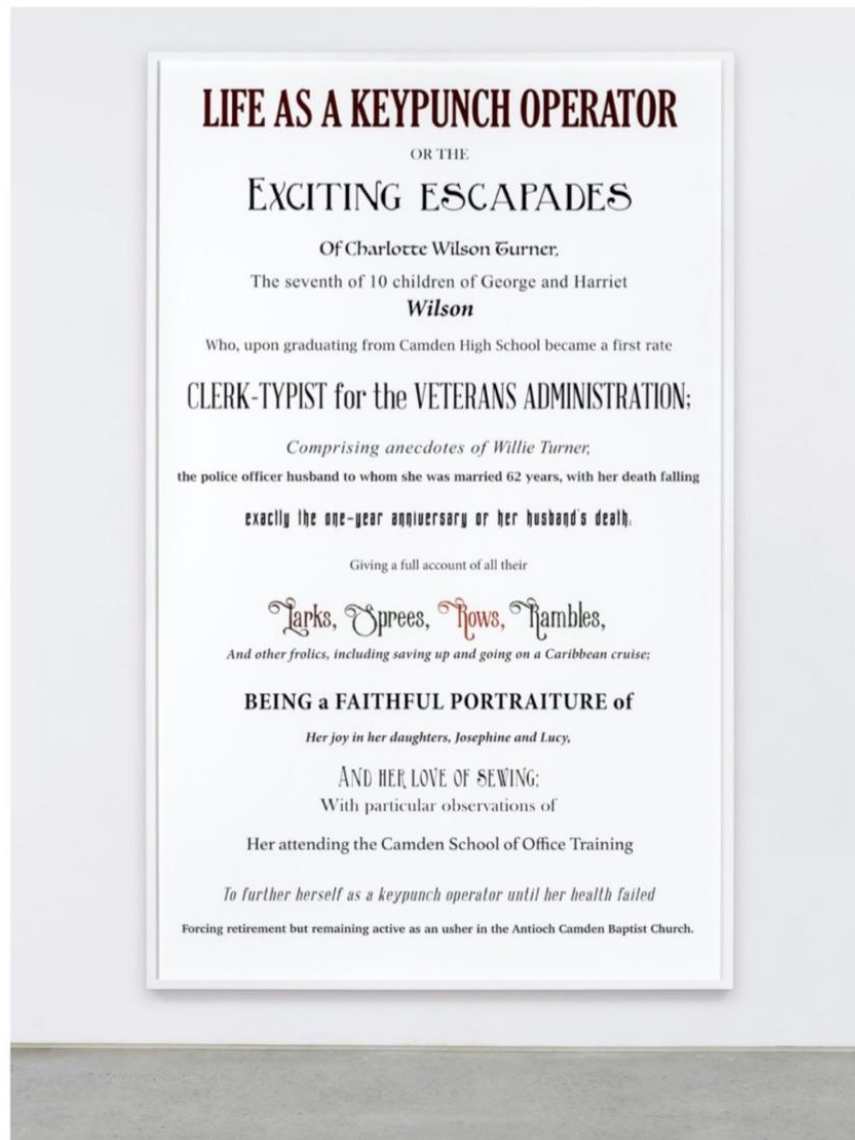 LIFE AS A KEYPUNCH OPERATOR
OR THE
EXCITING ESCAPADES
Of Charlotte Wilson Turner,
The seventh of 10 children of George and Harriet
Wilson
Who, upon graduating from Camden High School became a first rate
CLERK-TYPIST for the VETERANS ADMINISTRATION;
Comprising anecdotes of Willie Turner,
the police officer husband to whom she was married 62 years, with her death falling
exactly the one-year anniversary or her husband's death.
Giving a full account of all their
Larks, Sprees, Rows, Rambles,
And other frolics, including saving up and going on a Caribbean cruise;
BEING a FAITHFUL PORTRAITURE of
Her joy in her daughters, Josephine and Lucy,
AND HER LOVE OF SEWING;
With particular observations of
Her attending the Camden School of Office Training
To further herself as a keypunch operator until her health failed
Forcing retirement but remaining active as an usher in the Antioch Camden Baptist Church.